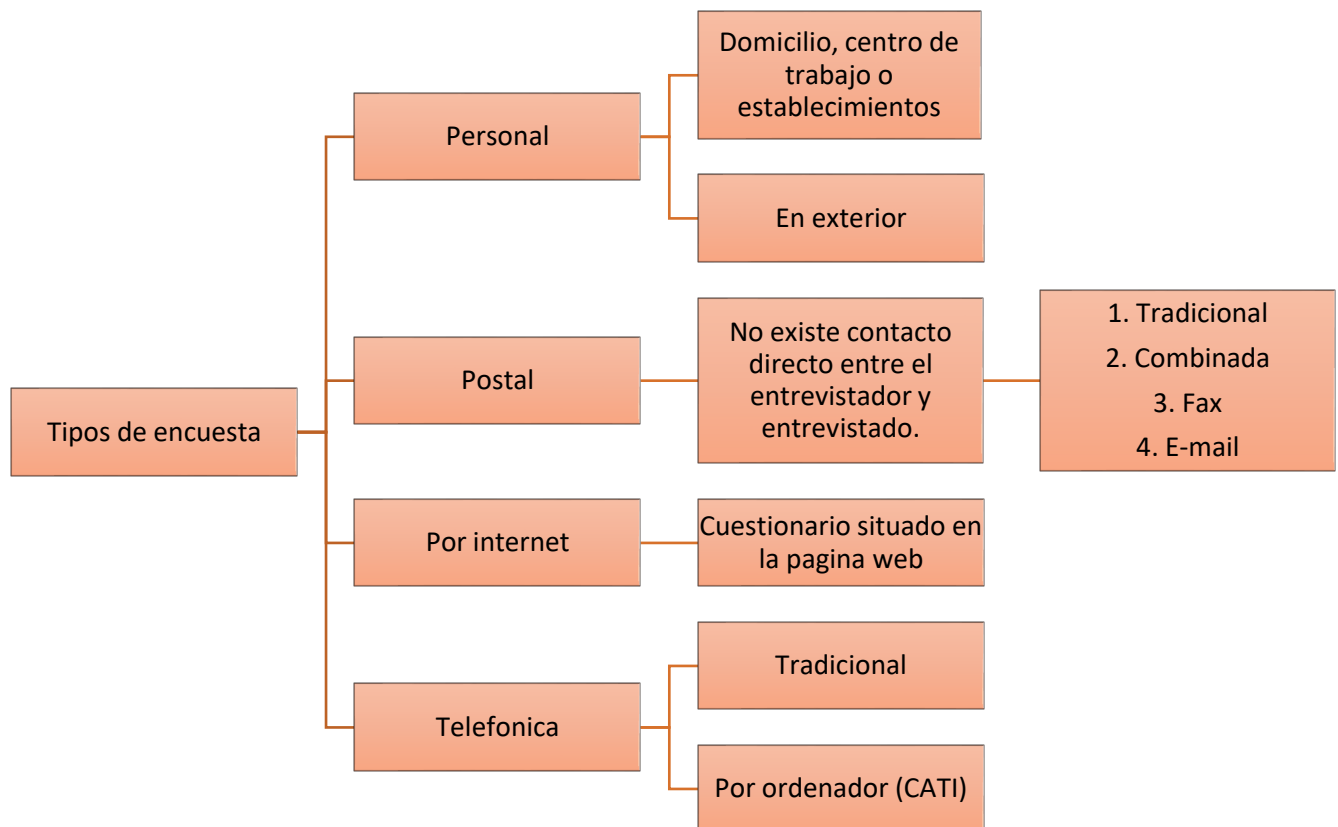 Tipos de encuesta
Personal
Domicilio, centro de
trabajo o
establecimientos
En exterior
Postal
No existe contacto
directo entre el
entrevistador y
entrevistado.
1. Tradicional
2. Combinada
3. Fax
4. E-mail
Por internet
Cuestionario situado en
la pagina web
Telefonica
Tradicional
Por ordenador (CATI)